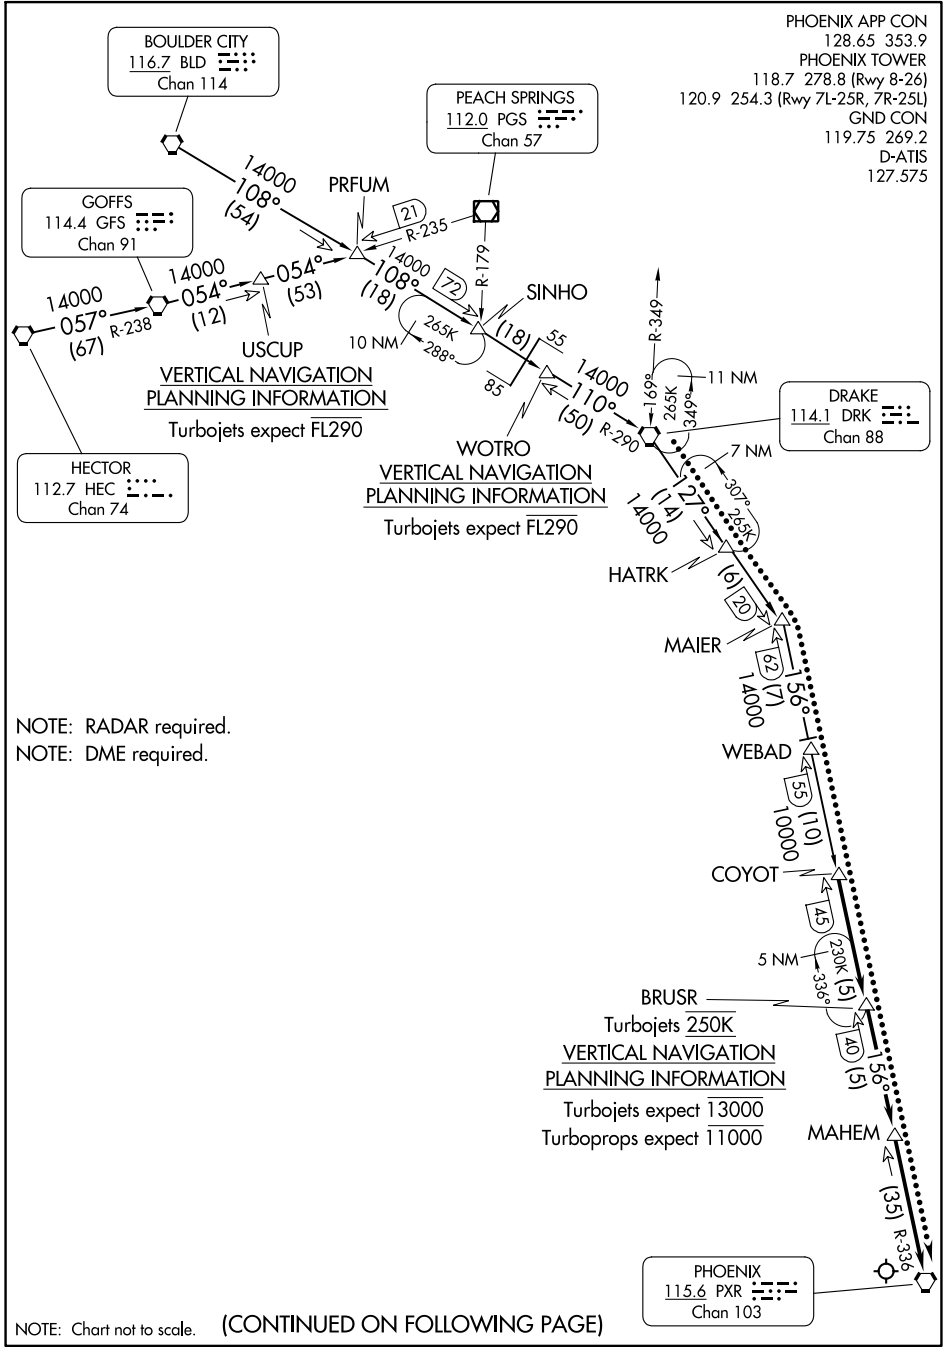 PHOENIX APP CON
128.65 353.9
PHOENIX TOWER
118.7 278.8 (Rwy 8-26)
120.9 254.3 (Rwy 7L-25R, 7R-25L)
GND CON
119.75 269.2
D-ATIS
127.575
BOULDER CITY
116.7 BLD
Chan 114
PEACH SPRINGS
112.0 PGS
Chan 57
14000
108°
(54)
PRFUM
21
R-235
R-179
GOFFS
114.4 GFS
Chan 91
14000
057°
(67)
R-238
14000
054°
(12)
054°
(53)
14000
108°
(18)
72
SINHO
265K
288°
10 NM
(18)
55
85
USCUP
VERTICAL NAVIGATION
PLANNING INFORMATION
Turbojets expect FL290
14000
110°
(50)
R-290
R-349
169°
265K
349°
11 NM
DRAKE
114.1 DRK
Chan 88
HECTOR
112.7 HEC
Chan 74
WOTRO
VERTICAL NAVIGATION
PLANNING INFORMATION
Turbojets expect FL290
7 NM
307°
265K
127°
(14)
14000
HATRK
(6)
20
MAIER
62
(7)
14000
156°
NOTE: RADAR required.
NOTE: DME required.
WEBAD
55
(10)
10000
COYOT
45
5 NM
230K
(5)
336°
BRUSR
Turbojets 250K
VERTICAL NAVIGATION
PLANNING INFORMATION
Turbojets expect 13000
Turboprops expect 11000
40
(5)
156°
MAHEM
(35)
R-336
PHOENIX
115.6 PXR
Chan 103
NOTE: Chart not to scale.
(CONTINUED ON FOLLOWING PAGE)